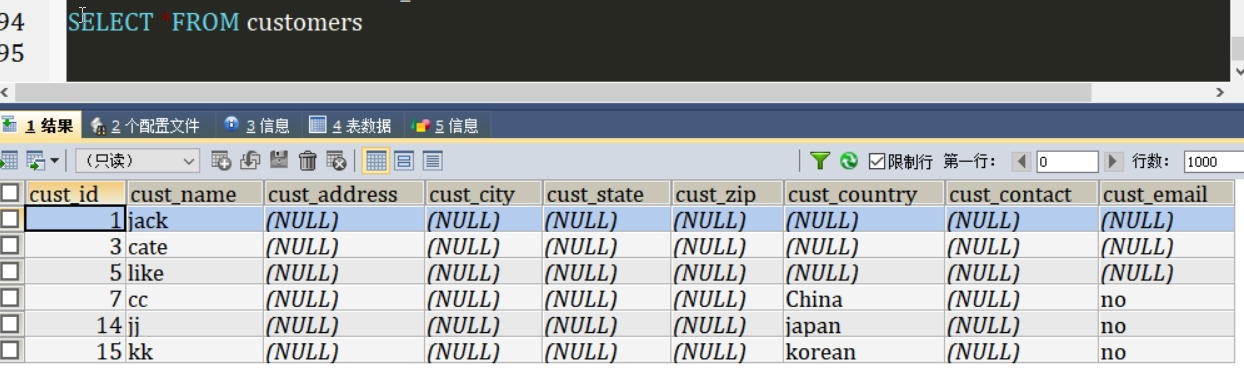 94 SELECT *FROM customers
95
1 结果 2 个配置文件 3 信息 4 表数据 5 信息
（只读） 限制行 第一行： 0 行数： 1000
cust_id cust_name cust_address cust_city cust_state cust_zip cust_country cust_contact cust_email
1 jack (NULL) (NULL) (NULL) (NULL) (NULL) (NULL) (NULL)
3 cate (NULL) (NULL) (NULL) (NULL) (NULL) (NULL) (NULL)
5 like (NULL) (NULL) (NULL) (NULL) (NULL) (NULL) (NULL)
7 cc (NULL) (NULL) (NULL) (NULL) China (NULL) no
14 jj (NULL) (NULL) (NULL) (NULL) japan (NULL) no
15 kk (NULL) (NULL) (NULL) (NULL) korean (NULL) no